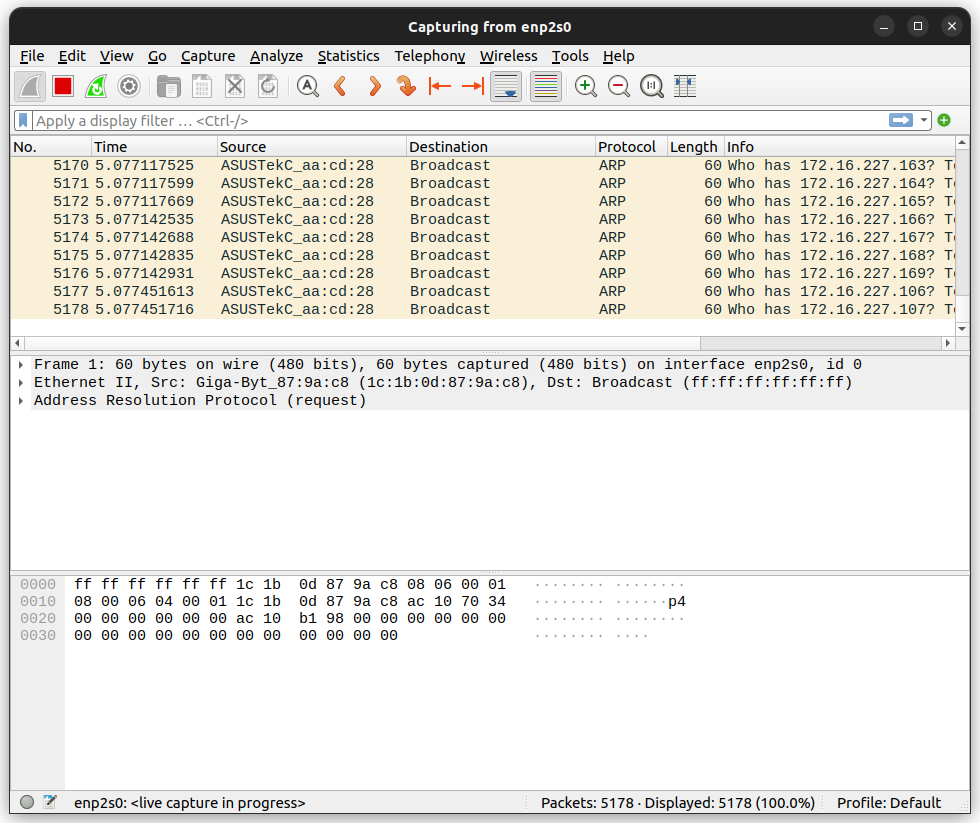 Capturing from enp2s0
File Edit View Go Capture Analyze Statistics Telephony Wireless Tools Help
Apply a display filter … <Ctrl-/>
No. Time Source Destination Protocol Length Info
5170 5.077117525 ASUSTekC_aa:cd:28 Broadcast ARP 60 Who has 172.16.227.163? T
5171 5.077117599 ASUSTekC_aa:cd:28 Broadcast ARP 60 Who has 172.16.227.164? T
5172 5.077117669 ASUSTekC_aa:cd:28 Broadcast ARP 60 Who has 172.16.227.165? T
5173 5.077142535 ASUSTekC_aa:cd:28 Broadcast ARP 60 Who has 172.16.227.166? T
5174 5.077142688 ASUSTekC_aa:cd:28 Broadcast ARP 60 Who has 172.16.227.167? T
5175 5.077142835 ASUSTekC_aa:cd:28 Broadcast ARP 60 Who has 172.16.227.168? T
5176 5.077142931 ASUSTekC_aa:cd:28 Broadcast ARP 60 Who has 172.16.227.169? T
5177 5.077451613 ASUSTekC_aa:cd:28 Broadcast ARP 60 Who has 172.16.227.106? T
5178 5.077451716 ASUSTekC_aa:cd:28 Broadcast ARP 60 Who has 172.16.227.107? T
Frame 1: 60 bytes on wire (480 bits), 60 bytes captured (480 bits) on interface enp2s0, id 0
Ethernet II, Src: Giga-Byt_87:9a:c8 (1c:1b:0d:87:9a:c8), Dst: Broadcast (ff:ff:ff:ff:ff:ff)
Address Resolution Protocol (request)
0000 ff ff ff ff ff ff 1c 1b 0d 87 9a c8 08 06 00 01 ········ ········
0010 08 00 06 04 00 01 1c 1b 0d 87 9a c8 ac 10 70 34 ········ ······p4
0020 00 00 00 00 00 00 ac 10 b1 98 00 00 00 00 00 00 ········ ········
0030 00 00 00 00 00 00 00 00 00 00 00 00 ········ ····
enp2s0: <live capture in progress> Packets: 5178 · Displayed: 5178 (100.0%) Profile: Default